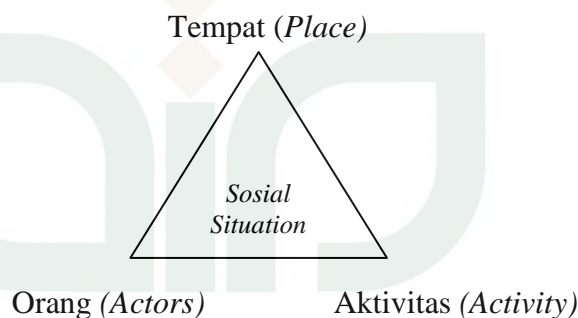 Tempat (Place)
Sosial
Situation
Orang (Actors)
Aktivitas (Activity)